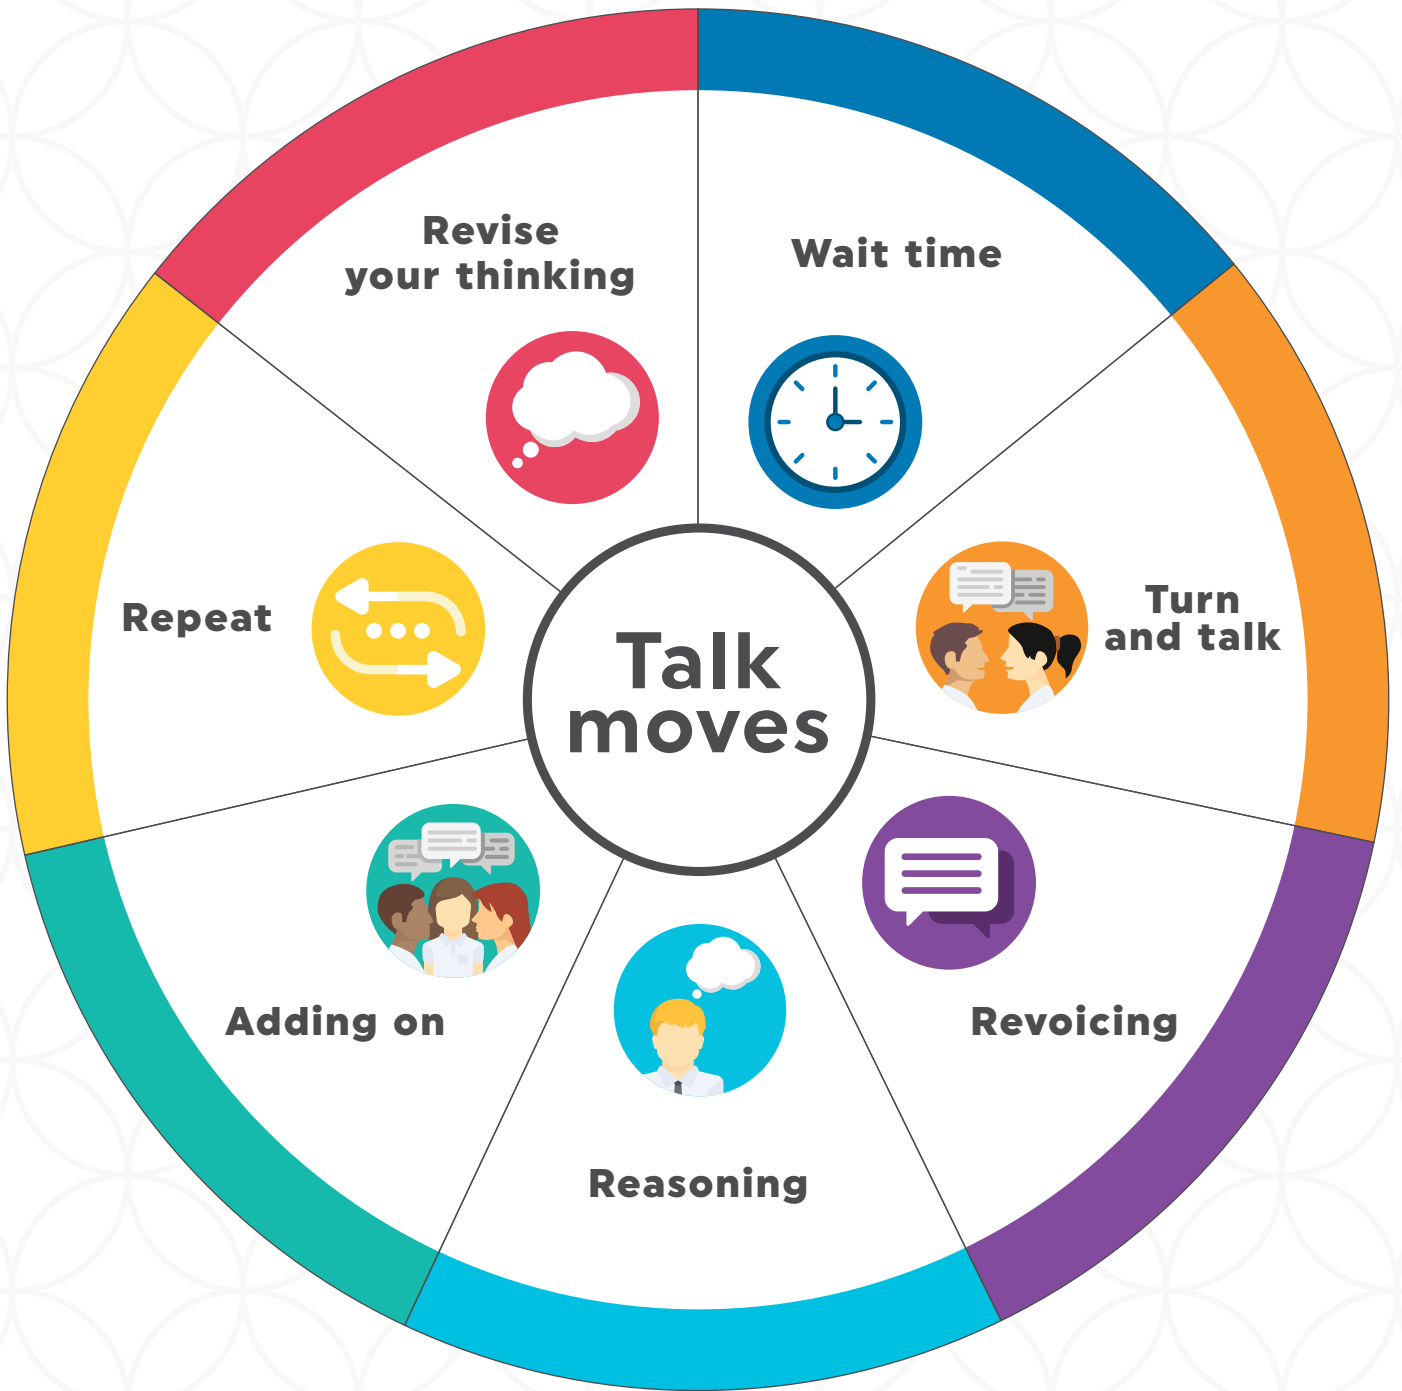 Talk
moves
Wait time
Turn
and talk
Revoicing
Reasoning
Adding on
Repeat
Revise
your thinking